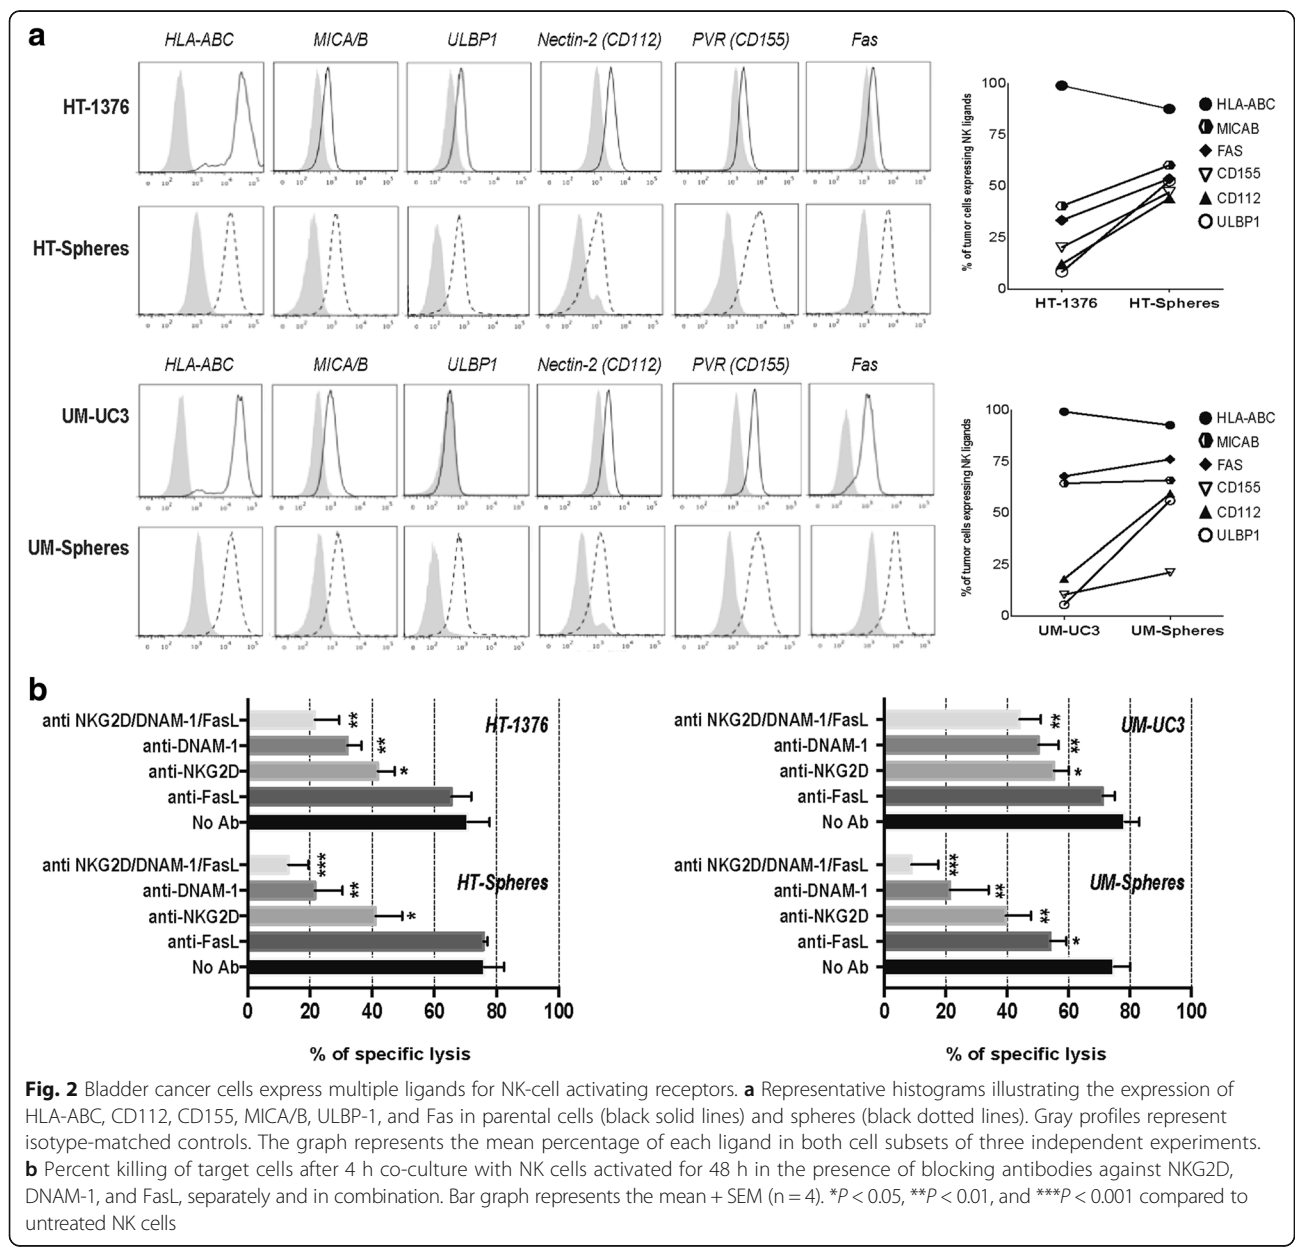 a
HLA-ABC MICA/B ULBP1 Nectin-2 (CD112) PVR (CD155) Fas
HT-1376
HT-Spheres
% of tumor cells expressing NK ligands
100
75
50
25
0
HT-1376 HT-Spheres
HLA-ABC
MICAB
FAS
CD155
CD112
ULBP1
HLA-ABC MICA/B ULBP1 Nectin-2 (CD112) PVR (CD155) Fas
UM-UC3
UM-Spheres
% of tumor cells expressing NK ligands
100
75
50
25
0
UM-UC3 UM-Spheres
HLA-ABC
MICAB
FAS
CD155
CD112
ULBP1
b
HT-1376
anti NKG2D/DNAM-1/FasL **
anti-DNAM-1 **
anti-NKG2D *
anti-FasL
No Ab
HT-Spheres
anti NKG2D/DNAM-1/FasL ***
anti-DNAM-1 **
anti-NKG2D *
anti-FasL
No Ab
0 20 40 60 80 100
% of specific lysis
UM-UC3
anti NKG2D/DNAM-1/FasL **
anti-DNAM-1 **
anti-NKG2D *
anti-FasL
No Ab
UM-Spheres
anti NKG2D/DNAM-1/FasL ***
anti-DNAM-1 **
anti-NKG2D **
anti-FasL *
No Ab
0 20 40 60 80 100
% of specific lysis
Fig. 2 Bladder cancer cells express multiple ligands for NK-cell activating receptors. a Representative histograms illustrating the expression of
HLA-ABC, CD112, CD155, MICA/B, ULBP-1, and Fas in parental cells (black solid lines) and spheres (black dotted lines). Gray profiles represent
isotype-matched controls. The graph represents the mean percentage of each ligand in both cell subsets of three independent experiments.
b Percent killing of target cells after 4 h co-culture with NK cells activated for 48 h in the presence of blocking antibodies against NKG2D,
DNAM-1, and FasL, separately and in combination. Bar graph represents the mean + SEM (n = 4). *P < 0.05, **P < 0.01, and ***P < 0.001 compared to
untreated NK cells